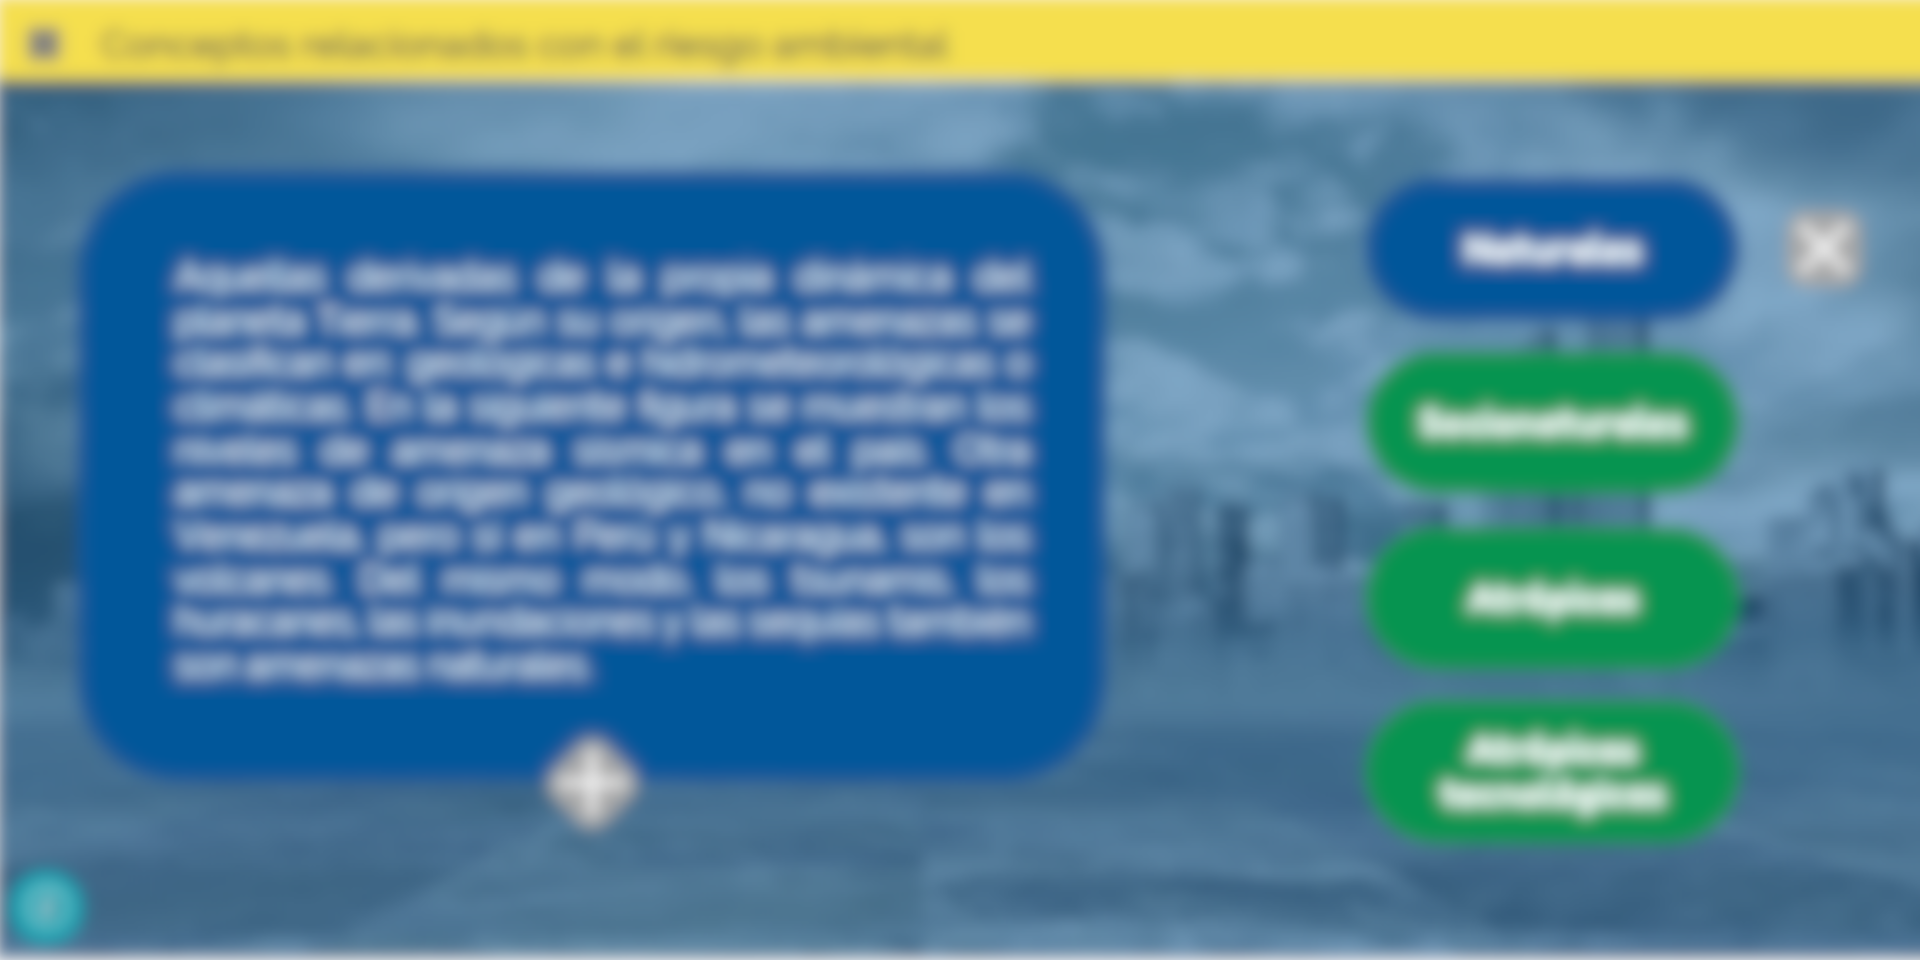 Conceptos relacionados con el riesgo ambiental
Aquellas derivadas de la propia dinámica del
planeta Tierra. Según su origen, las amenazas se
clasifican en: geológicas e hidrometeorológicas o
climáticas. En la siguiente figura se muestran los
niveles de amenaza sísmica en el país. Otra
amenaza de origen geológico, no existente en
Venezuela, pero sí en Perú y Nicaragua, son los
volcanes. Del mismo modo, los tsunamis, los
huracanes, las inundaciones y las sequías también
son amenazas naturales.
Naturales
Socionaturales
Atrópicas
Atrópicas
tecnológicas